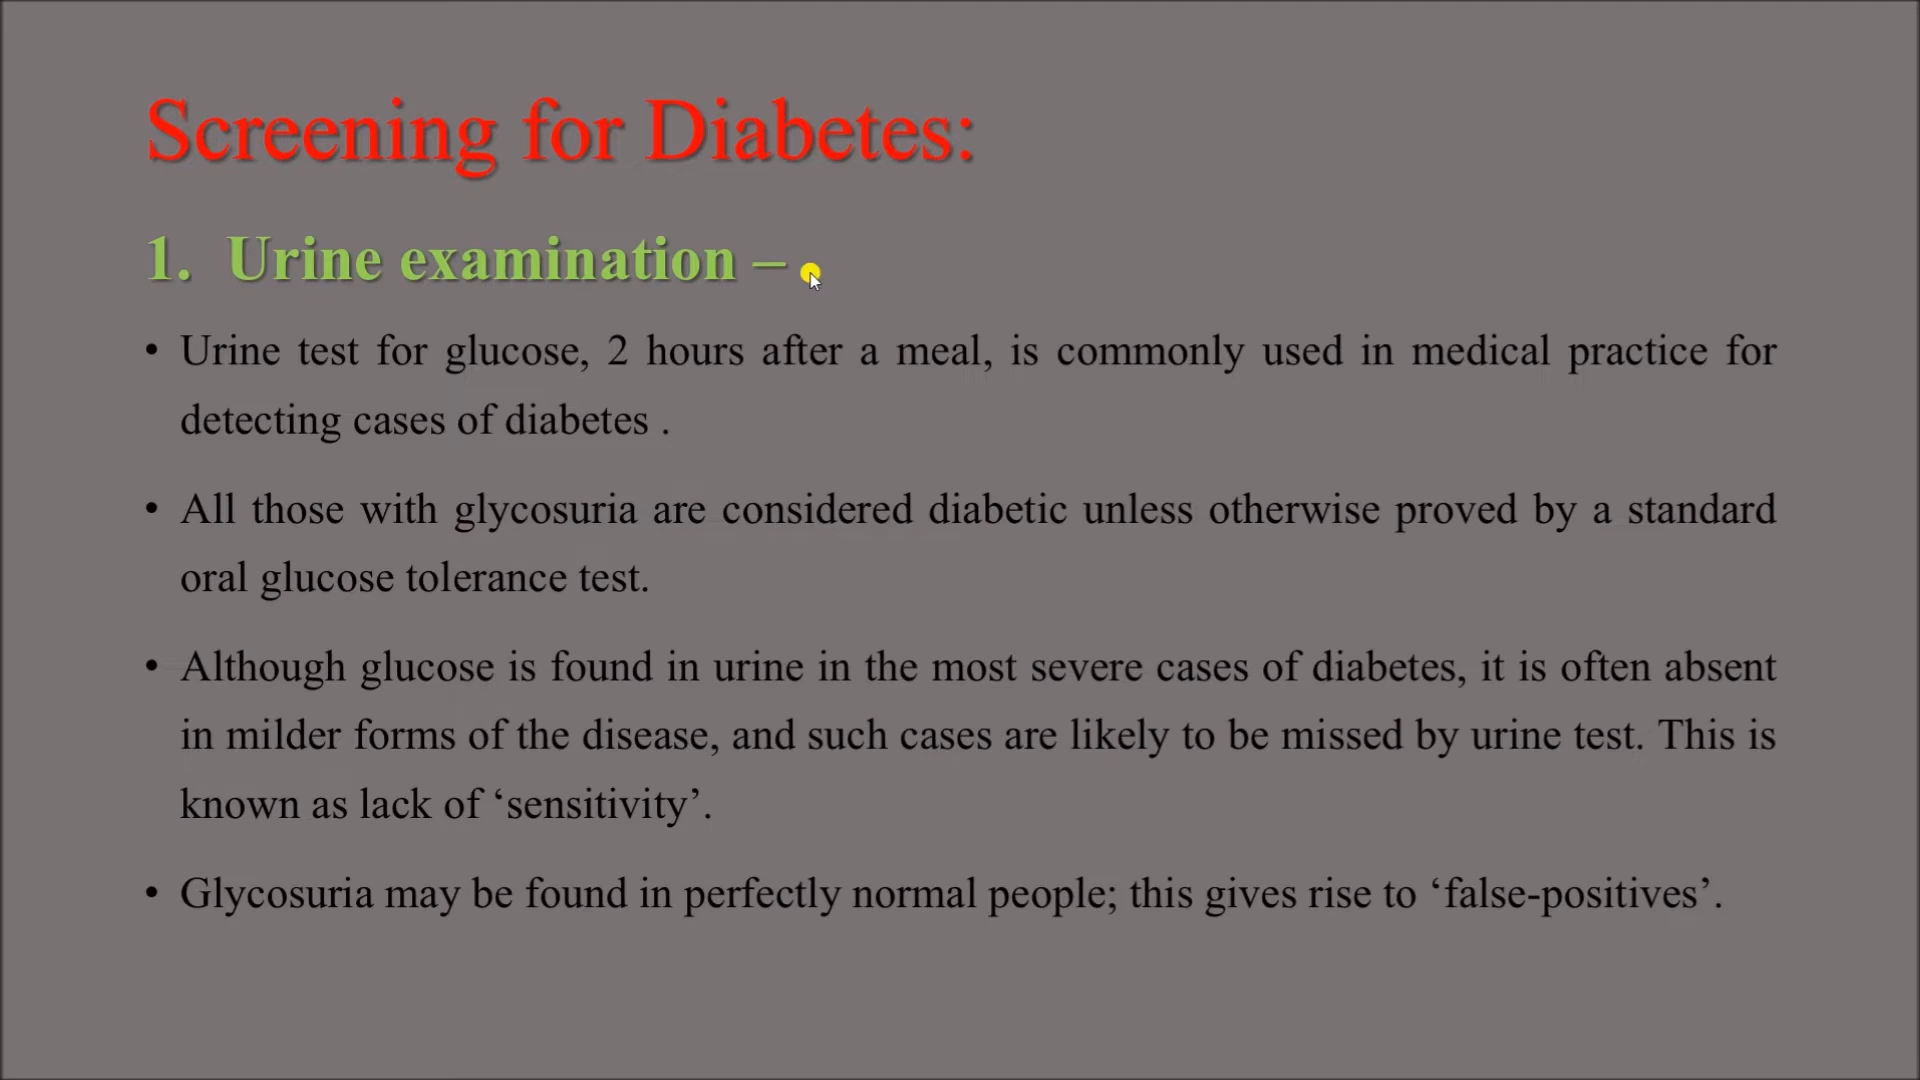 Screening for Diabetes:
1. Urine examination –
• Urine test for glucose, 2 hours after a meal, is commonly used in medical practice for
detecting cases of diabetes .
• All those with glycosuria are considered diabetic unless otherwise proved by a standard
oral glucose tolerance test.
• Although glucose is found in urine in the most severe cases of diabetes, it is often absent
in milder forms of the disease, and such cases are likely to be missed by urine test. This is
known as lack of ‘sensitivity’.
• Glycosuria may be found in perfectly normal people; this gives rise to ‘false-positives’.